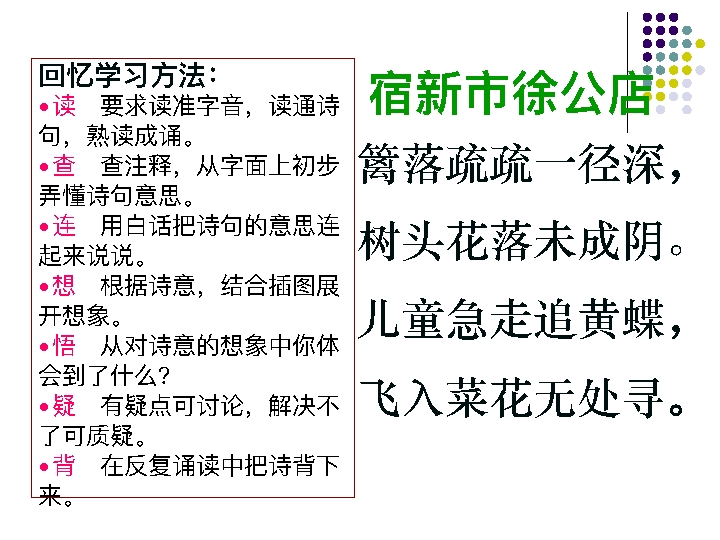 回忆学习方法：
•读　要求读准字音，读通诗
句，熟读成诵。
•查　查注释，从字面上初步
弄懂诗句意思。
•连　用白话把诗句的意思连
起来说说。
•想　根据诗意，结合插图展
开想象。
•悟　从对诗意的想象中你体
会到了什么？
•疑　有疑点可讨论，解决不
了可质疑。
•背　在反复诵读中把诗背下
来。
宿新市徐公店
篱落疏疏一径深，
树头花落未成阴。
儿童急走追黄蝶，
飞入菜花无处寻。